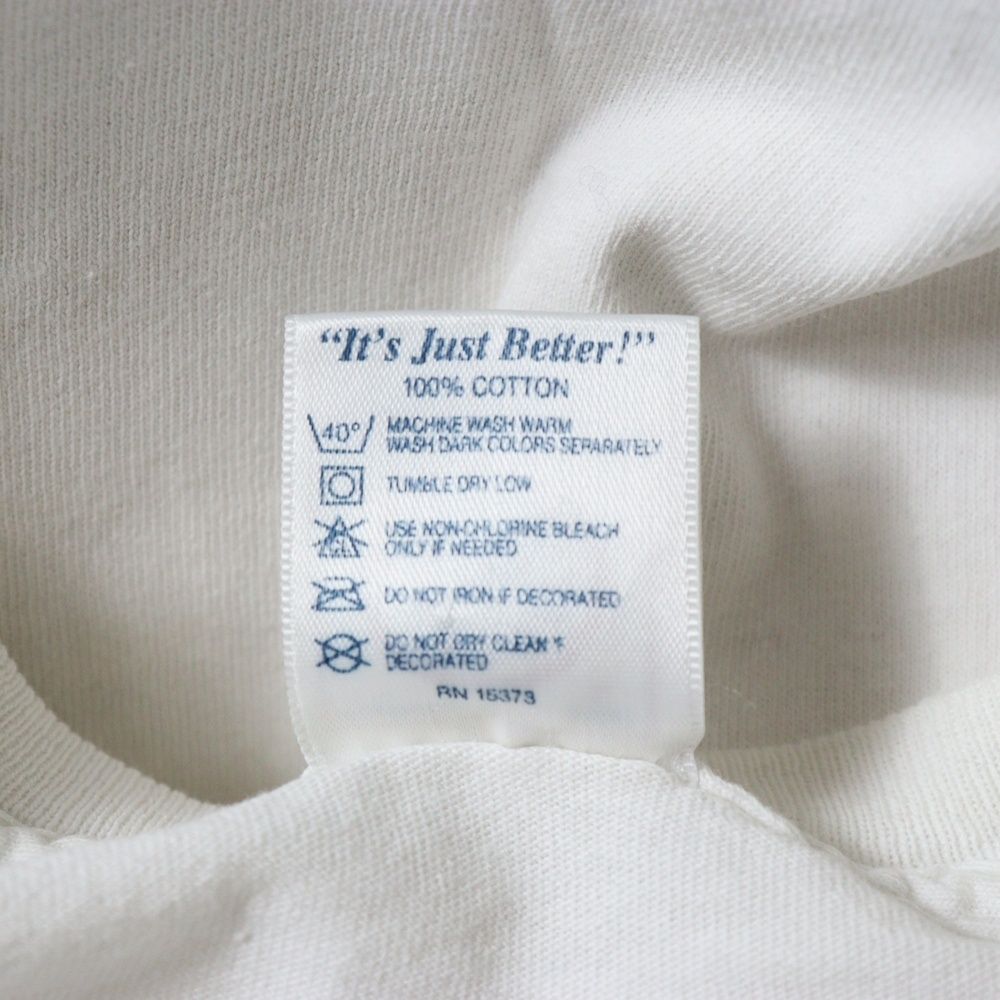 “It's Just Better!”
100% COTTON
40° MACHINE WASH WARM
WASH DARK COLORS SEPARATELY
TUMBLE DRY LOW
CL USE NON-CHLORINE BLEACH
ONLY IF NEEDED
DO NOT IRON IF DECORATED
DO NOT DRY CLEAN IF
DECORATED
RN 15373